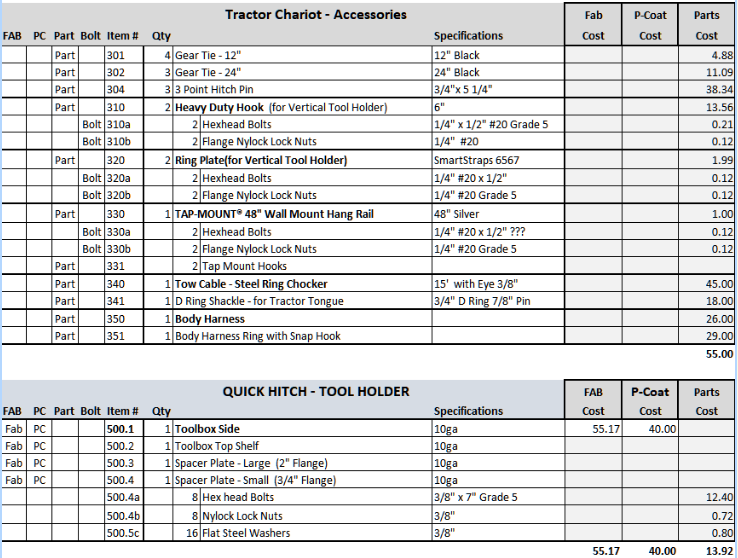 Tractor Chariot - Accessories Fab P-Coat Parts
FAB PC Part Bolt Item # Qty Specifications Cost Cost Cost
Part 301 4 Gear Tie - 12" 12" Black 4.88
Part 302 3 Gear Tie - 24" 24" Black 11.09
Part 304 3 3 Point Hitch Pin 3/4"x 5 1/4" 38.34
Part 310 2 Heavy Duty Hook (for Vertical Tool Holder) 6" 13.56
Bolt 310a 2 Hexhead Bolts 1/4" x 1/2" #20 Grade 5 0.21
Bolt 310b 2 Flange Nylock Lock Nuts 1/4" #20 0.12
Part 320 2 Ring Plate(for Vertical Tool Holder) SmartStraps 6567 1.99
Bolt 320a 2 Hexhead Bolts 1/4" #20 x 1/2" 0.12
Bolt 320b 2 Flange Nylock Lock Nuts 1/4" #20 Grade 5 0.12
Part 330 1 TAP-MOUNT® 48" Wall Mount Hang Rail 48" Silver 1.00
Bolt 330a 2 Hexhead Bolts 1/4" #20 x 1/2" ??? 0.12
Bolt 330b 2 Flange Nylock Lock Nuts 1/4" #20 Grade 5 0.12
Part 331 2 Tap Mount Hooks
Part 340 1 Tow Cable - Steel Ring Chocker 15' with Eye 3/8" 45.00
Part 341 1 D Ring Shackle - for Tractor Tongue 3/4" D Ring 7/8" Pin 18.00
Part 350 1 Body Harness 26.00
Part 351 1 Body Harness Ring with Snap Hook 29.00
55.00
QUICK HITCH - TOOL HOLDER FAB P-Coat Parts
FAB PC Part Bolt Item # Qty Specifications Cost Cost Cost
Fab PC 500.1 1 Toolbox Side 10ga 55.17 40.00
Fab PC 500.2 1 Toolbox Top Shelf 10ga
Fab PC 500.3 1 Spacer Plate - Large (2" Flange) 10ga
Fab PC 500.4 1 Spacer Plate - Small (3/4" Flange) 10ga
500.4a 8 Hex head Bolts 3/8" x 7" Grade 5 12.40
500.4b 8 Nylock Lock Nuts 3/8" 0.72
500.5c 16 Flat Steel Washers 3/8" 0.80
55.17 40.00 13.92